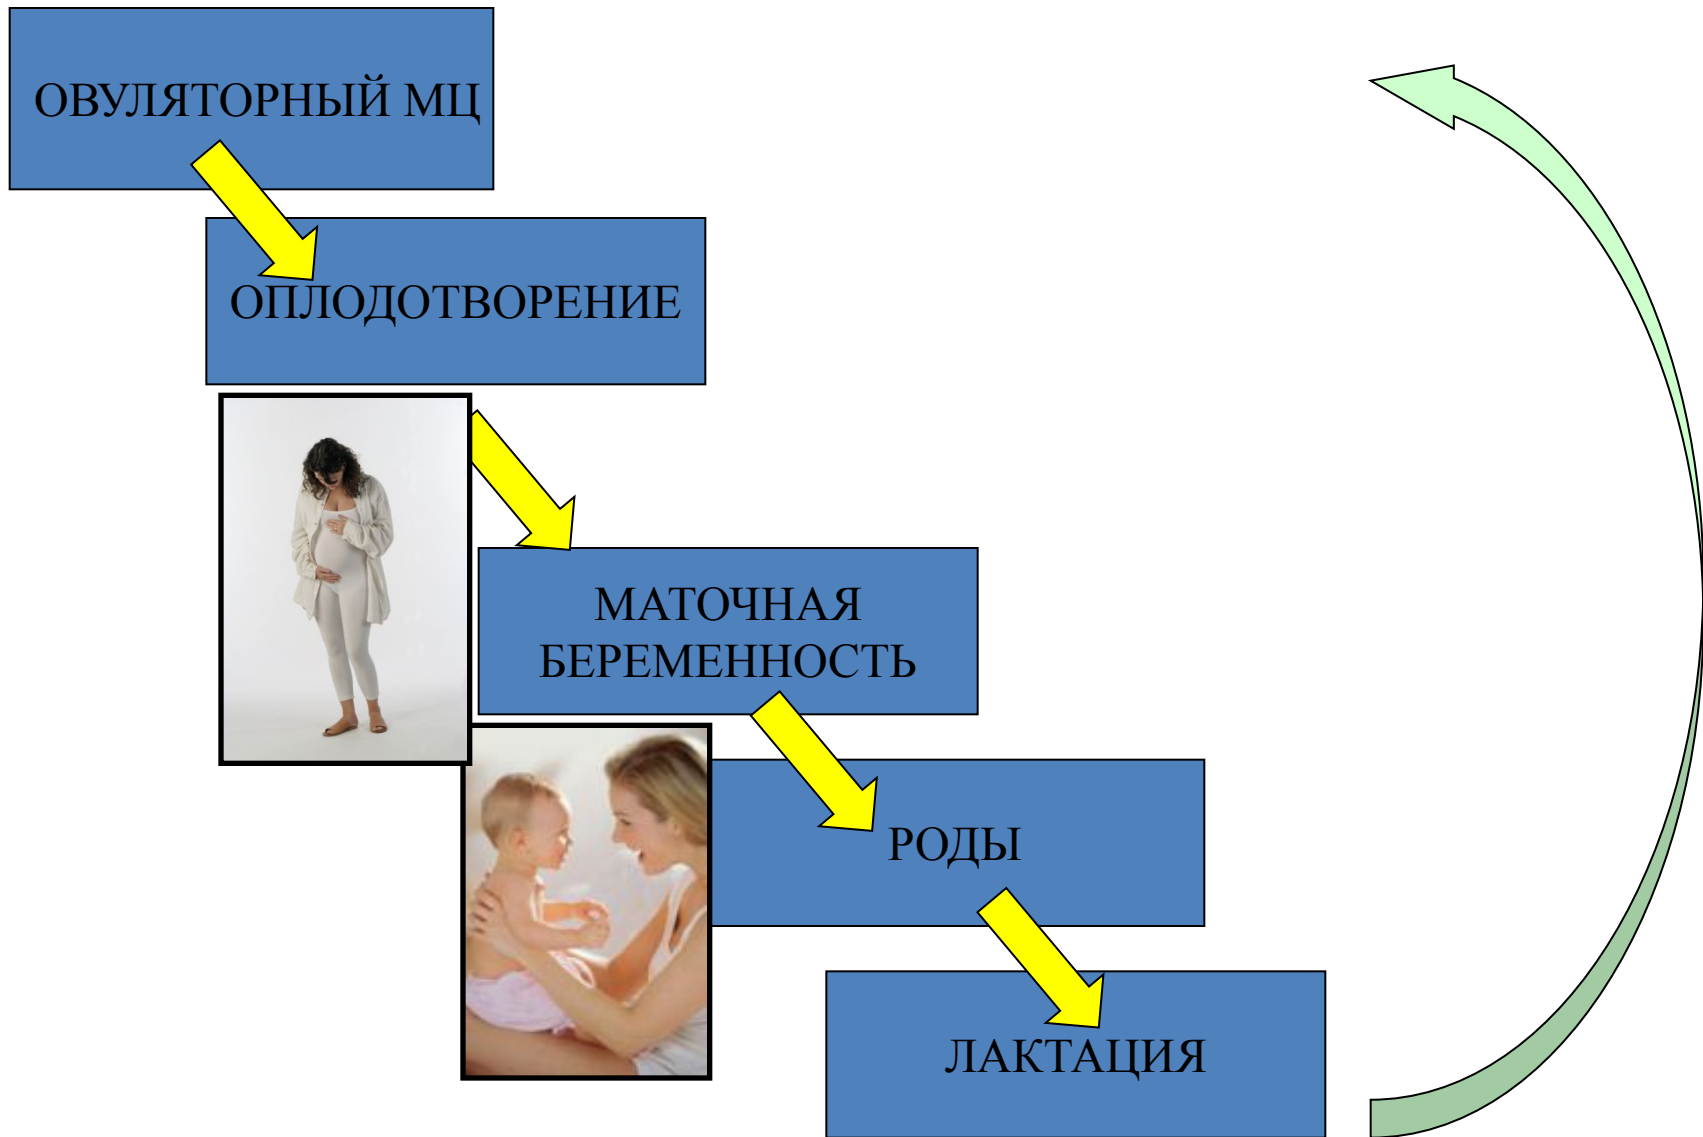 ОВУЛЯТОРНЫЙ МЦ
ОПЛОДОТВОРЕНИЕ
МАТОЧНАЯ
БЕРЕМЕННОСТЬ
РОДЫ
ЛАКТАЦИЯ